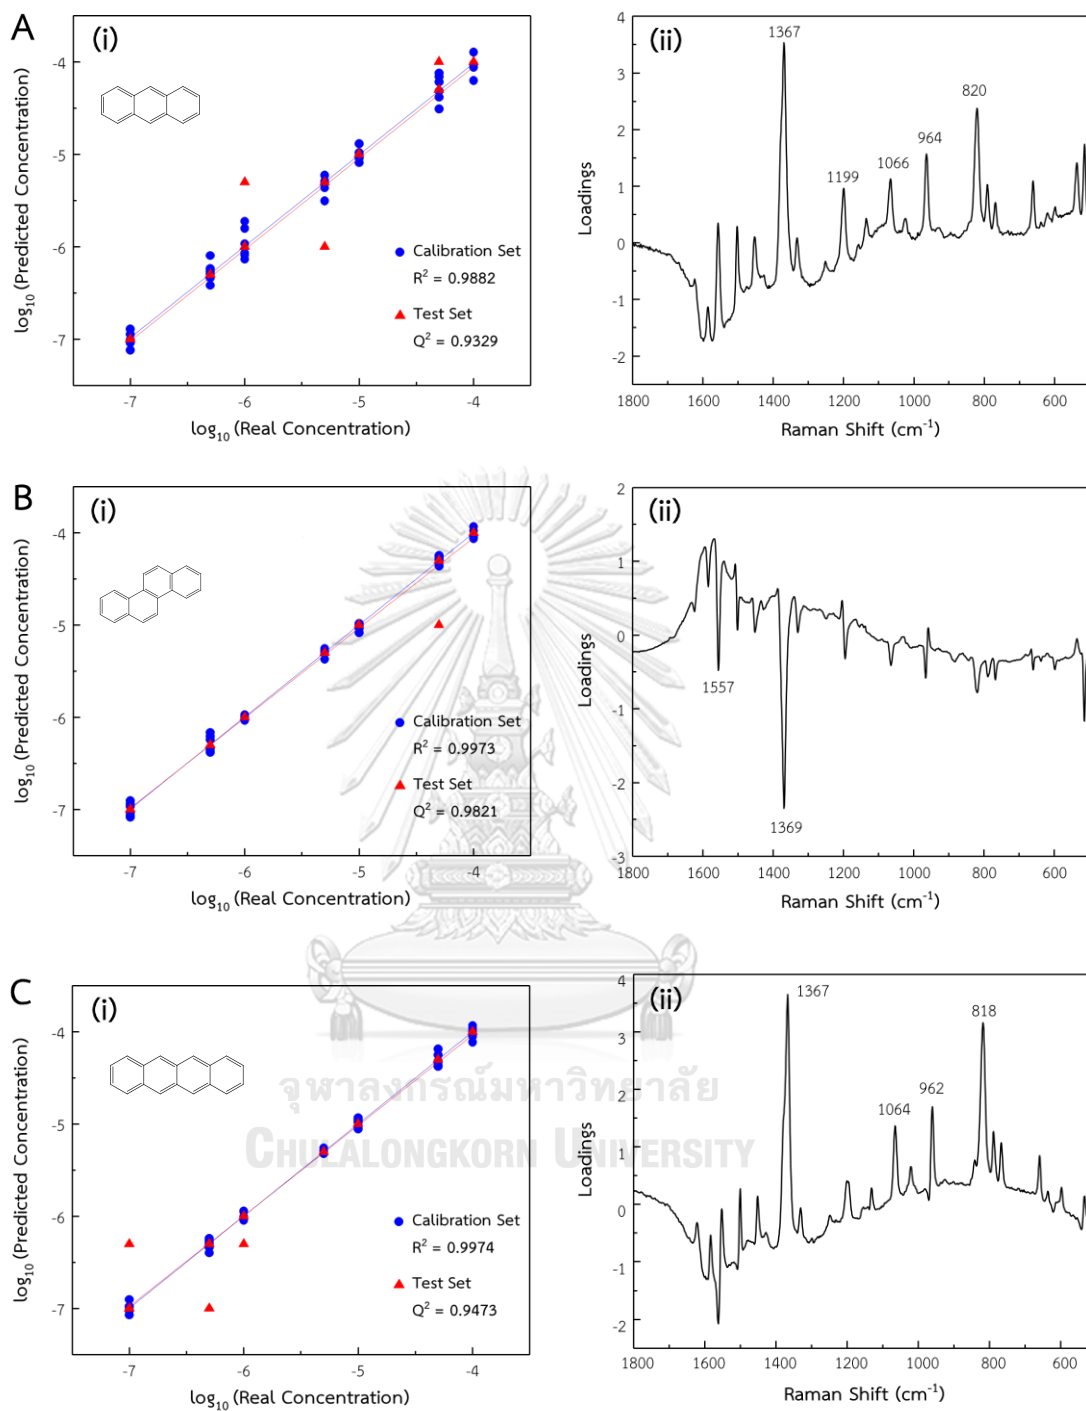 A
(i)
log10 (Predicted Concentration)
-4
-5
-6
-7
Calibration Set
R² = 0.9882
Test Set
Q² = 0.9329
-7 -6 -5 -4
log10 (Real Concentration)
(ii)
Loadings
4
3
2
1
0
-1
-2
1367
1199
1066
964
820
1800 1600 1400 1200 1000 800 600
Raman Shift (cm⁻¹)
B
(i)
log10 (Predicted Concentration)
-4
-5
-6
-7
Calibration Set
R² = 0.9973
Test Set
Q² = 0.9821
-7 -6 -5 -4
log10 (Real Concentration)
(ii)
Loadings
2
1
0
-1
-2
-3
1557
1369
1800 1600 1400 1200 1000 800 600
Raman Shift (cm⁻¹)
C
(i)
log10 (Predicted Concentration)
-4
-5
-6
-7
Calibration Set
R² = 0.9974
Test Set
Q² = 0.9473
-7 -6 -5 -4
log10 (Real Concentration)
(ii)
Loadings
4
3
2
1
0
-1
-2
1367
1064
962
818
1800 1600 1400 1200 1000 800 600
Raman Shift (cm⁻¹)
จุฬาลงกรณ์มหาวิทยาลัย
CHULALONGKORN UNIVERSITY